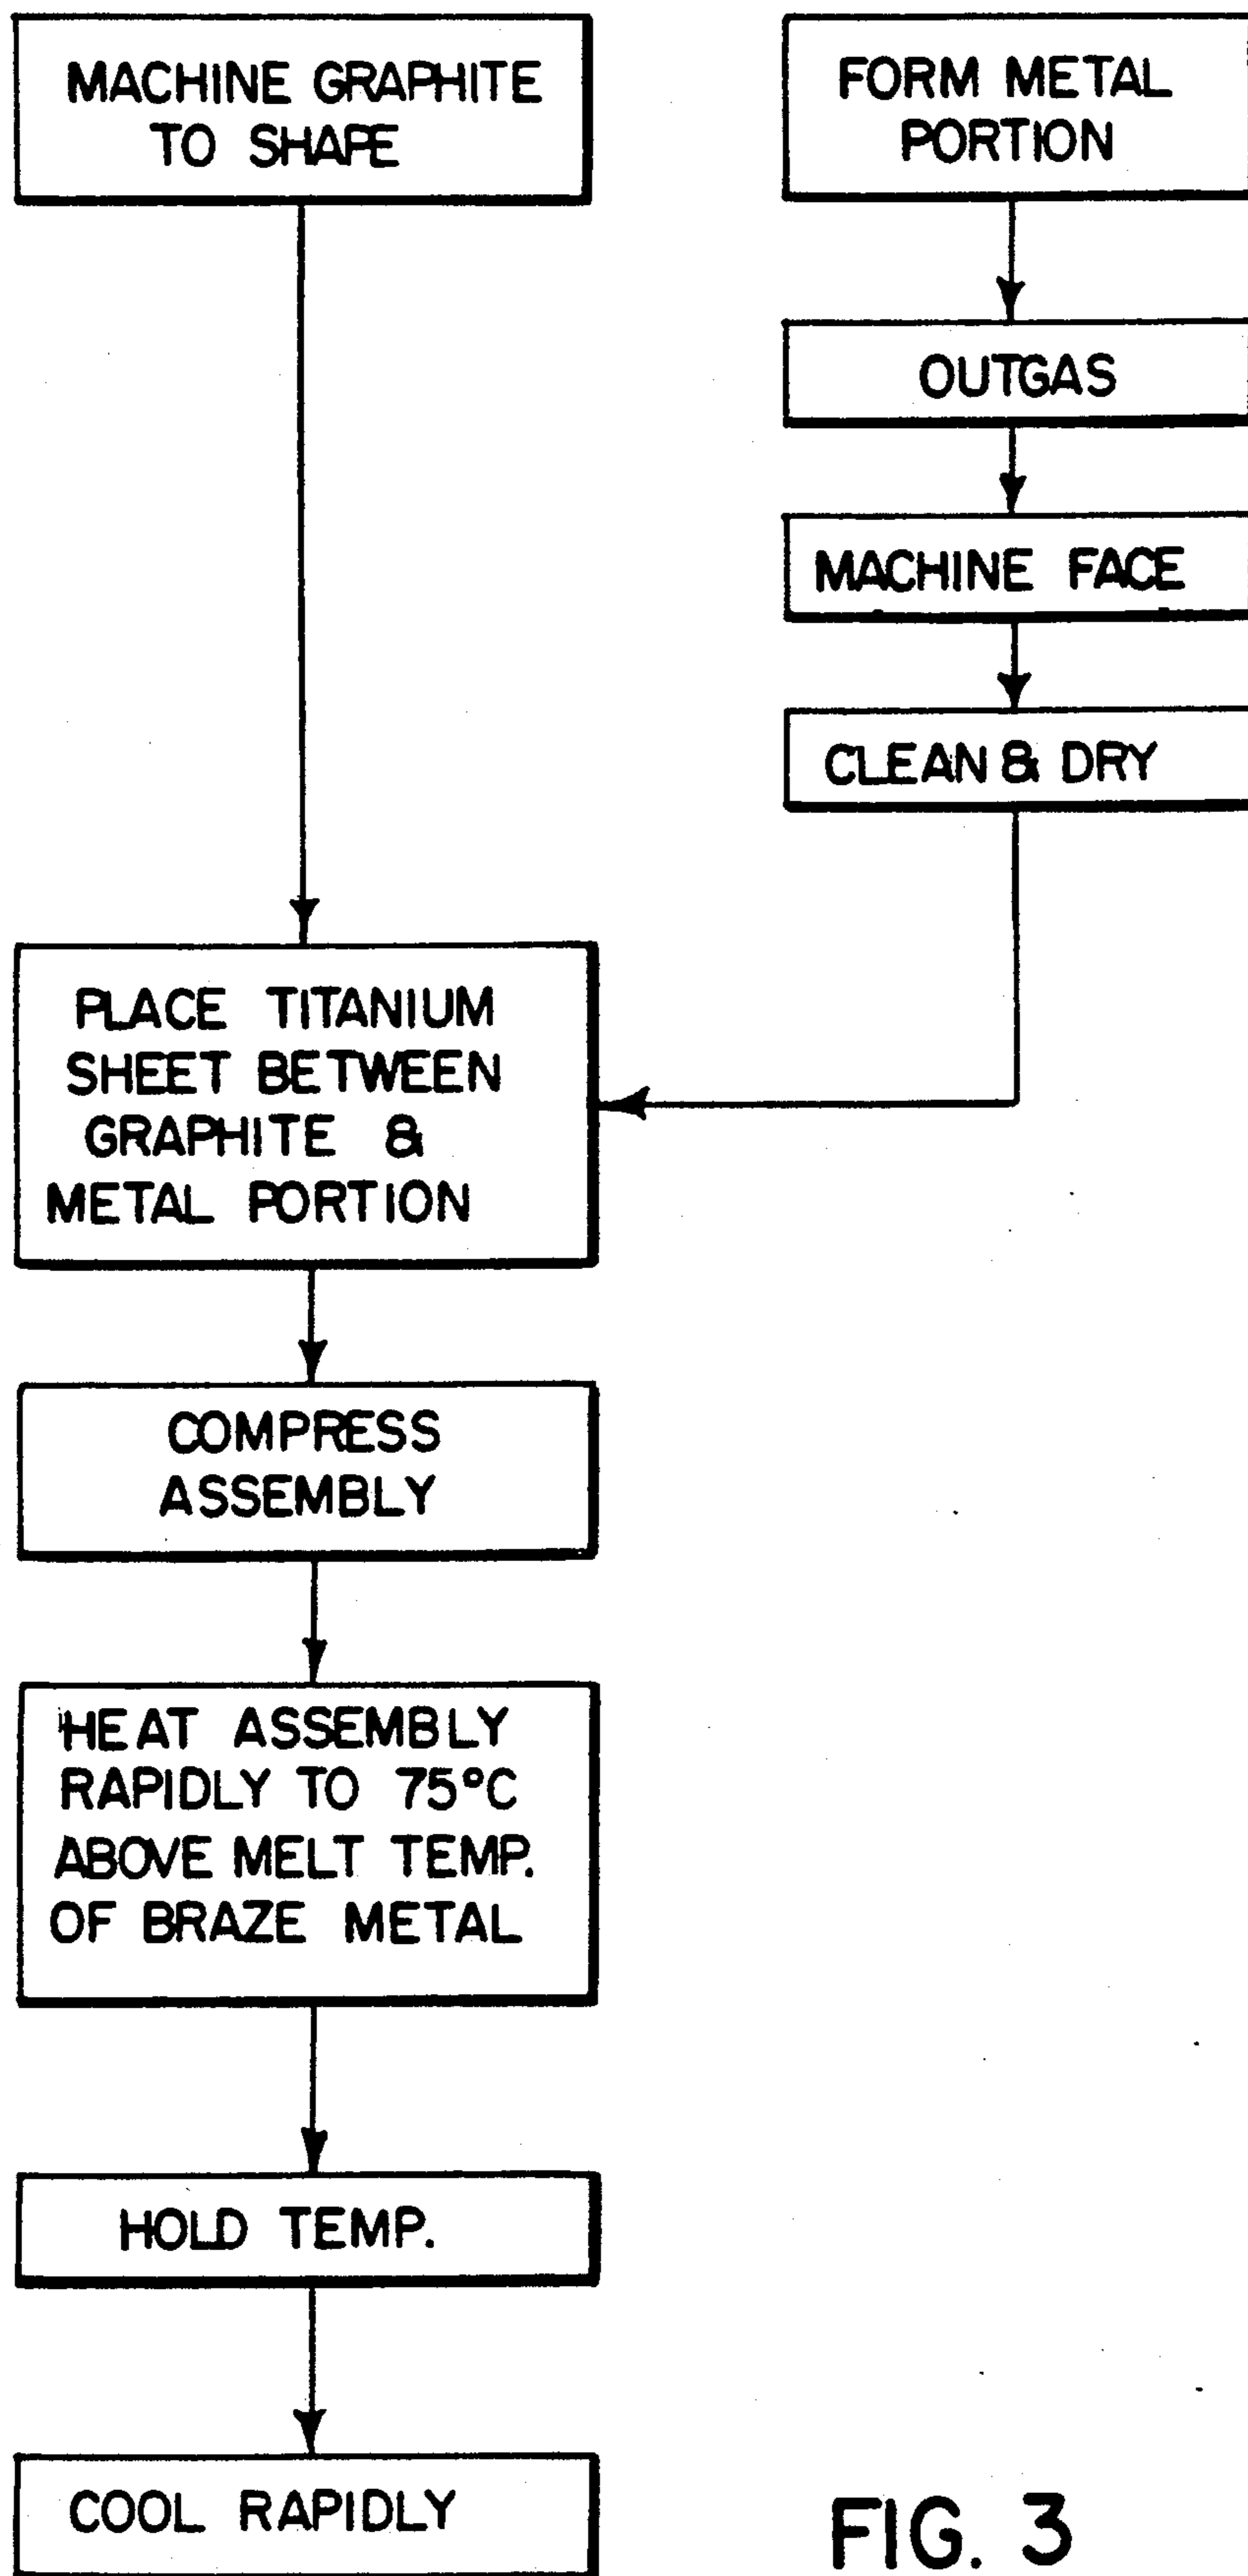 MACHINE GRAPHITE
TO SHAPE
FORM METAL
PORTION
OUTGAS
MACHINE FACE
CLEAN & DRY
PLACE TITANIUM
SHEET BETWEEN
GRAPHITE &
METAL PORTION
COMPRESS
ASSEMBLY
HEAT ASSEMBLY
RAPIDLY TO 75°C
ABOVE MELT TEMP.
OF BRAZE METAL
HOLD TEMP.
COOL RAPIDLY
FIG. 3